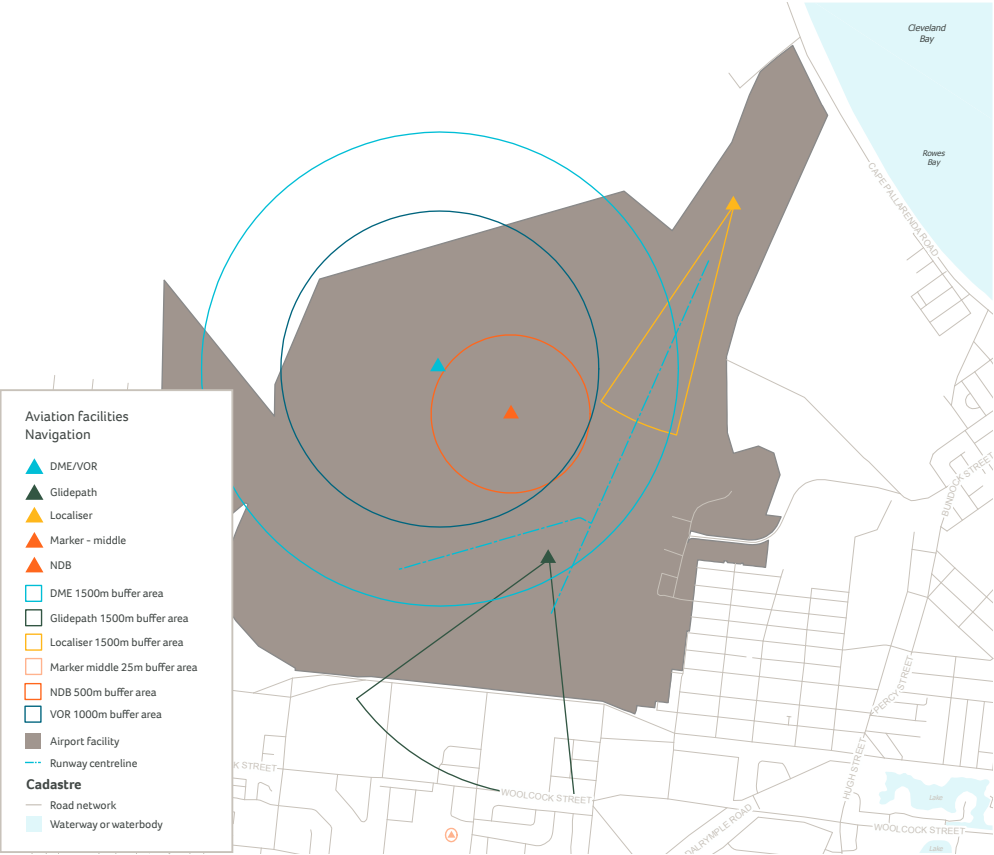 Cleveland
Bay
Rowes
Bay
CAPE PALLARENDA ROAD
BUNDOCK STREET
PERCY STREET
HUGH STREET
K STREET
WOOLCOCK STREET
DALRYMPLE ROAD
Lake
WOOLCOCK STREET
Lake
Aviation facilities
Navigation
DME/VOR
Glidepath
Localiser
Marker - middle
NDB
DME 1500m buffer area
Glidepath 1500m buffer area
Localiser 1500m buffer area
Marker middle 25m buffer area
NDB 500m buffer area
VOR 1000m buffer area
Airport facility
Runway centreline
Cadastre
Road network
Waterway or waterbody